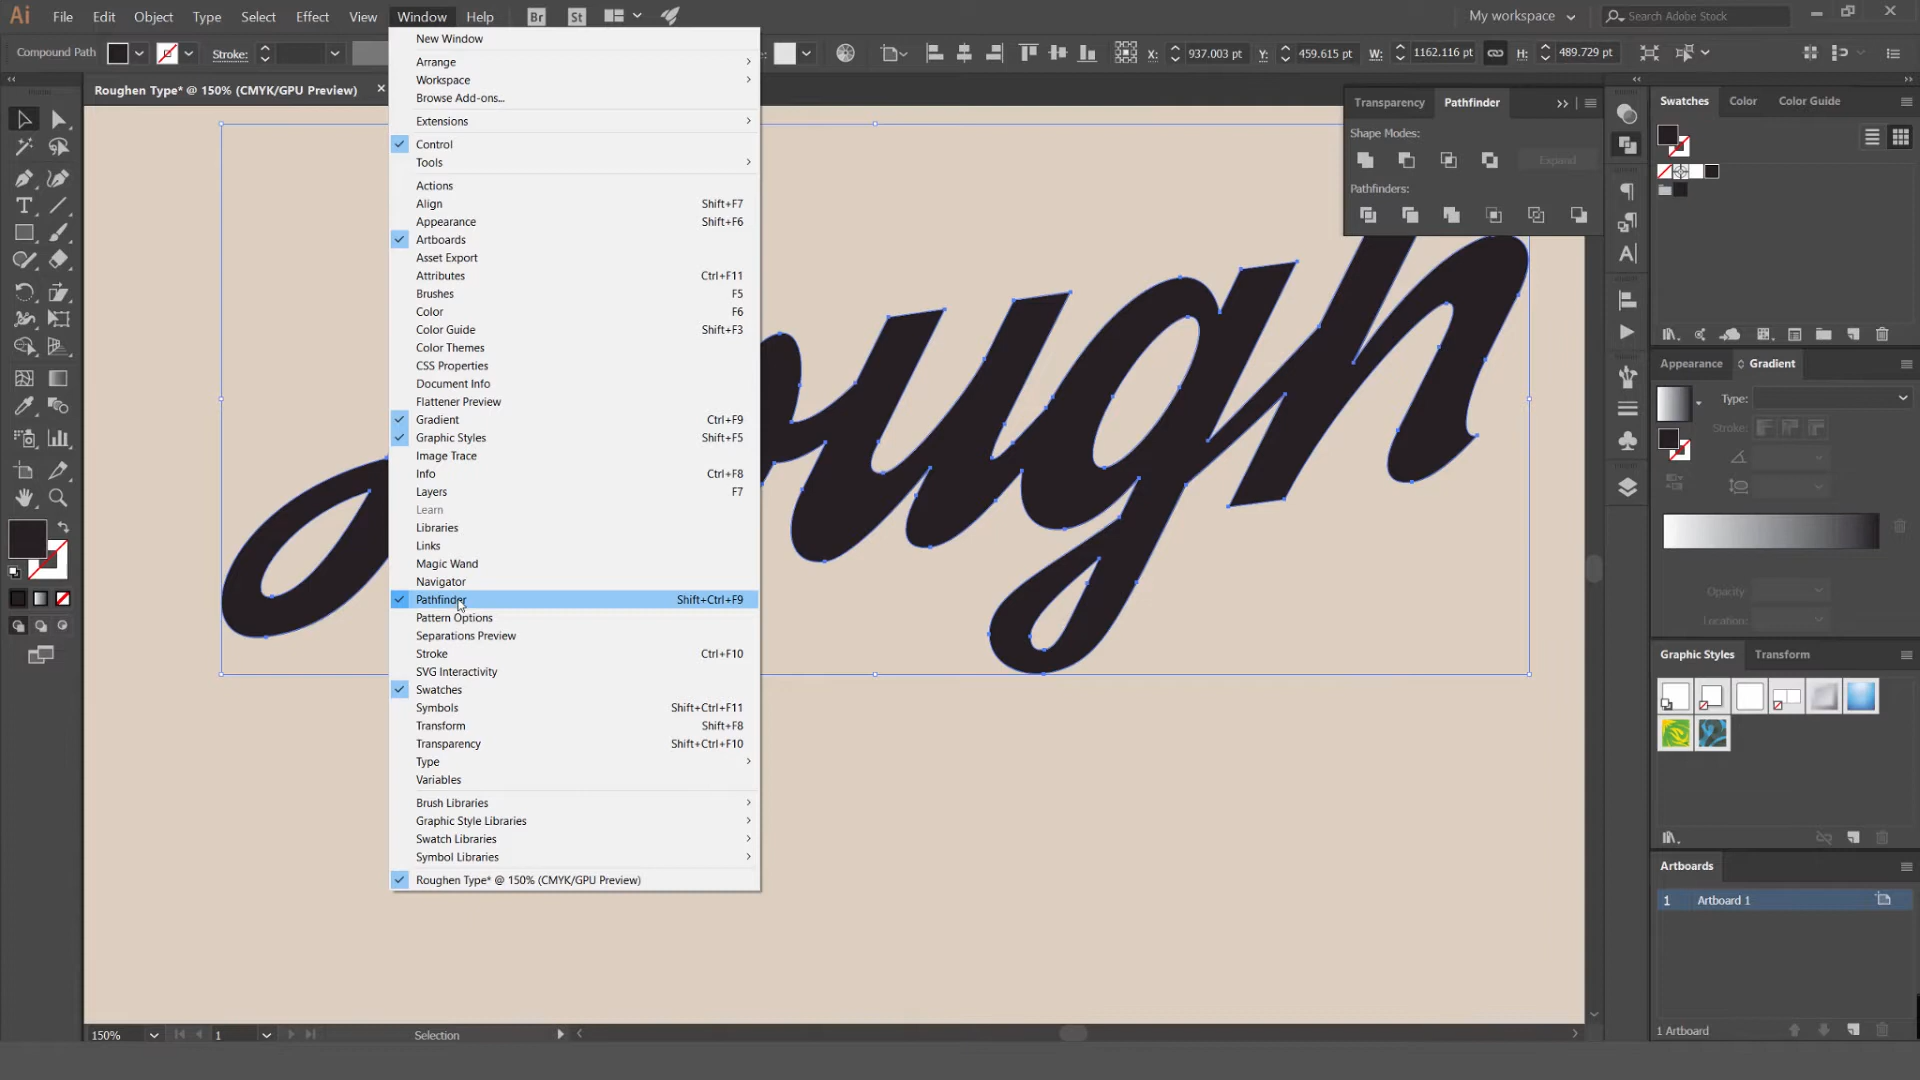 Ai File Edit Object Type Select Effect View Window Help Br St My workspace Search Adobe Stock
Compound Path Stroke: X: 937.003 pt Y: 459.615 pt W: 1162.116 pt H: 489.729 pt
Roughen Type* @ 150% (CMYK/GPU Preview)
New Window
Arrange
Workspace
Browse Add-ons...
Extensions
Control
Tools
Actions
Align Shift+F7
Appearance Shift+F6
Artboards
Asset Export
Attributes Ctrl+F11
Brushes F5
Color F6
Color Guide Shift+F3
Color Themes
CSS Properties
Document Info
Flattener Preview
Gradient Ctrl+F9
Graphic Styles Shift+F5
Image Trace
Info Ctrl+F8
Layers F7
Learn
Libraries
Links
Magic Wand
Navigator
Pathfinder Shift+Ctrl+F9
Pattern Options
Separations Preview
Stroke Ctrl+F10
SVG Interactivity
Swatches
Symbols Shift+Ctrl+F11
Transform Shift+F8
Transparency Shift+Ctrl+F10
Type
Variables
Brush Libraries
Graphic Style Libraries
Swatch Libraries
Symbol Libraries
Roughen Type* @ 150% (CMYK/GPU Preview)
Transparency Pathfinder
Shape Modes:
Expand
Pathfinders:
Swatches Color Color Guide
Appearance Gradient
Type:
Stroke:
Opacity:
Location:
Graphic Styles Transform
Artboards
1 Artboard 1
1 Artboard
150% 1 Selection